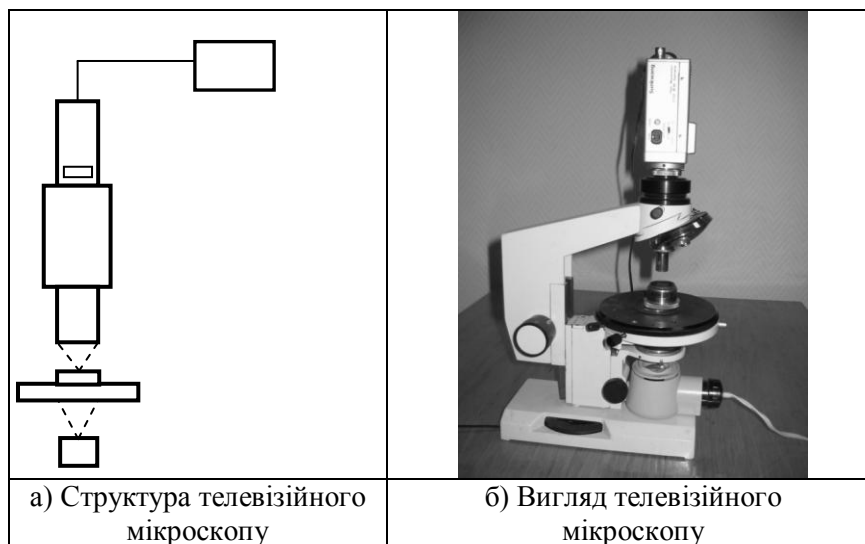 а) Структура телевізійного
мікроскопу
б) Вигляд телевізійного
мікроскопу